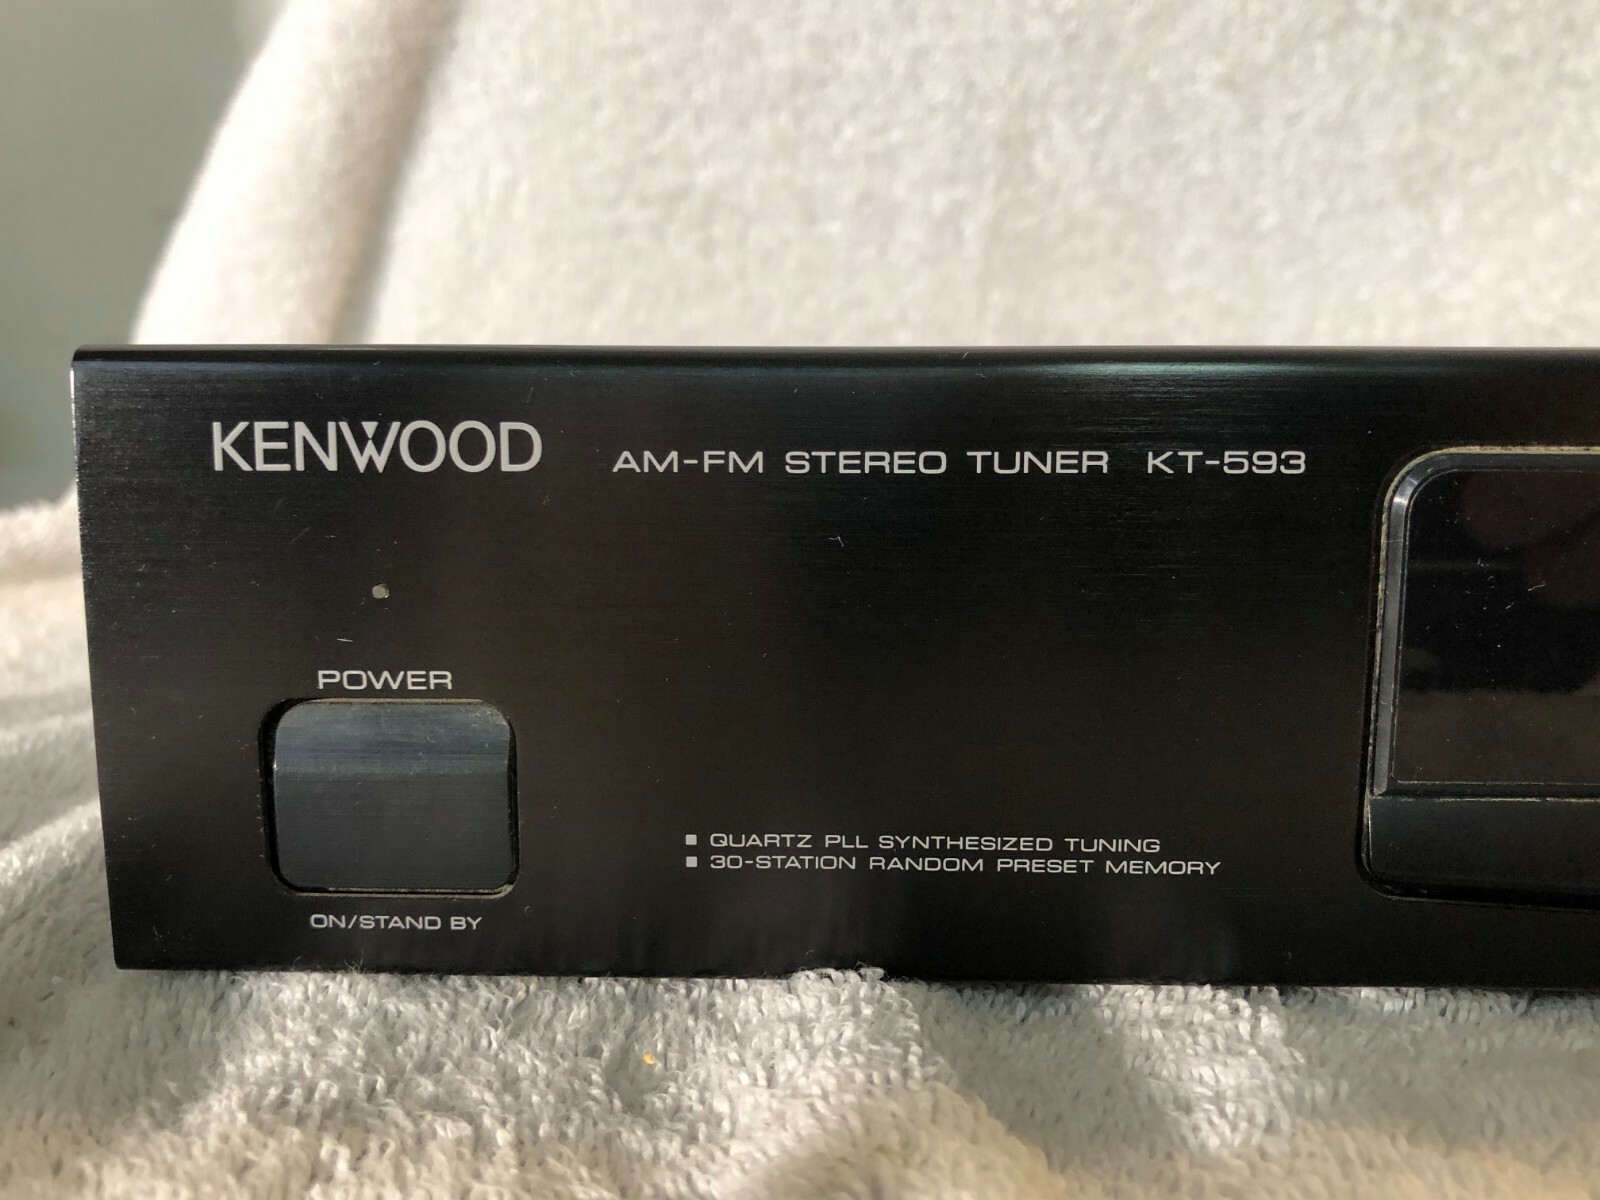 KENWOOD AM-FM STEREO TUNER KT-593
POWER
ON/STAND BY
▪ QUARTZ PLL SYNTHESIZED TUNING
▪ 30-STATION RANDOM PRESET MEMORY